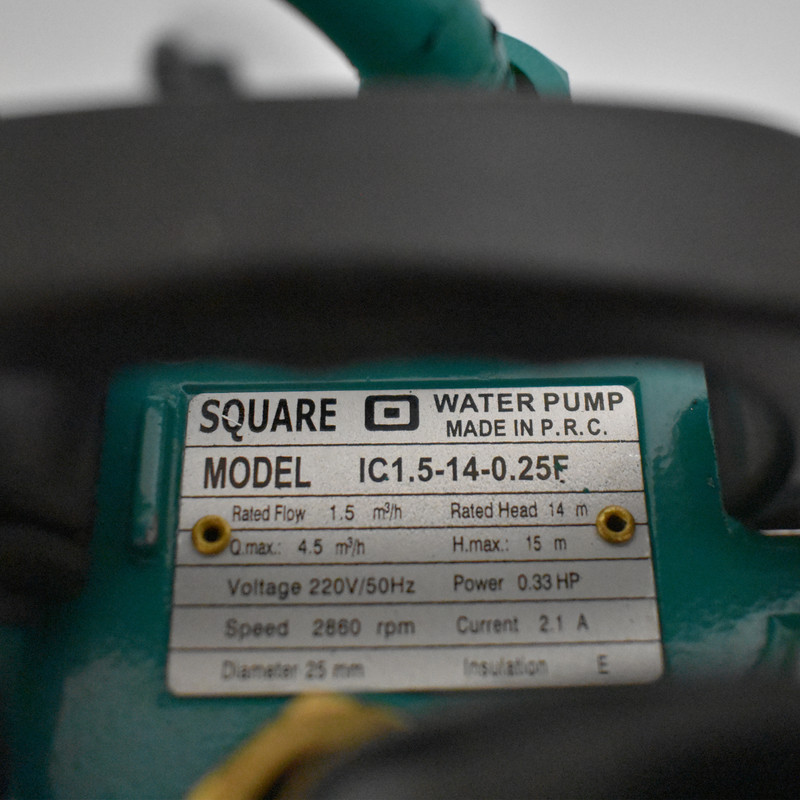 SQUARE WATER PUMP
MADE IN P.R.C.
MODEL IC1.5-14-0.25F
Rated Flow 1.5 m³/h Rated Head 14 m
Q.max.: 4.5 m³/h H.max.: 15 m
Voltage 220V/50Hz Power 0.33 HP
Speed 2860 rpm Current 2.1 A
Diameter 25 mm Insulation E